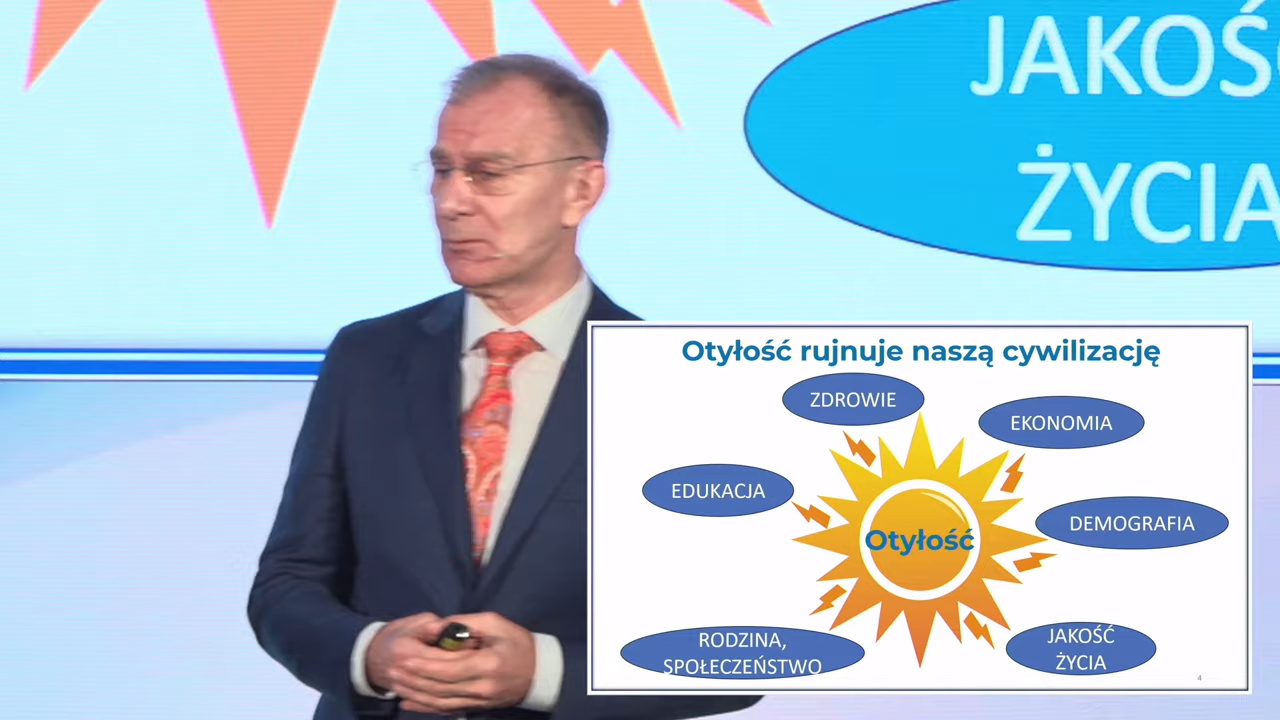 JAKOŚ
ŻYCIA
Otyłość rujnuje naszą cywilizację
ZDROWIE
EKONOMIA
EDUKACJA
DEMOGRAFIA
Otyłość
RODZINA,
SPOŁECZEŃSTWO
JAKOŚĆ
ŻYCIA
4